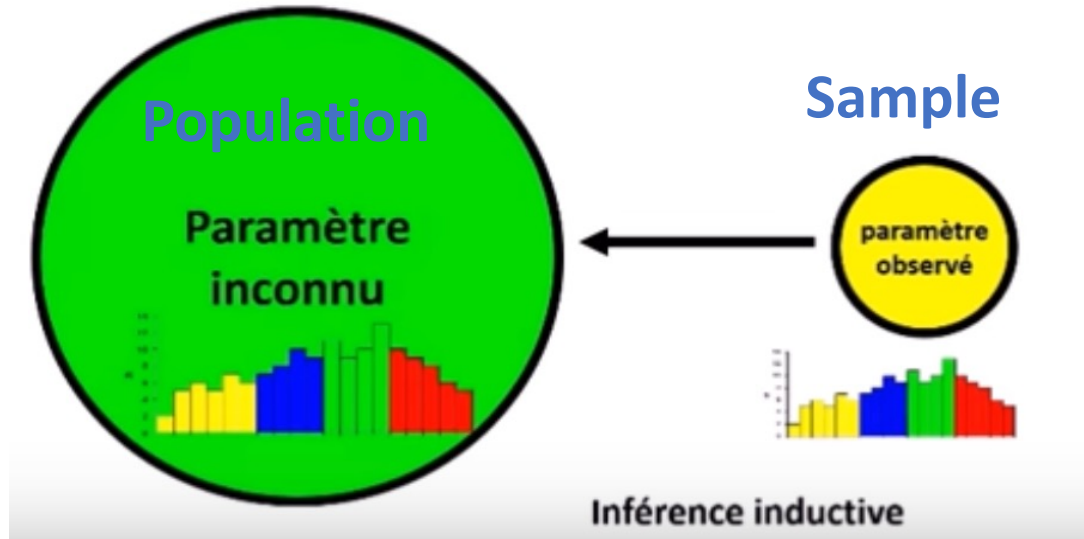 Population
Sample
Paramètre
inconnu
paramètre
observé
Inférence inductive